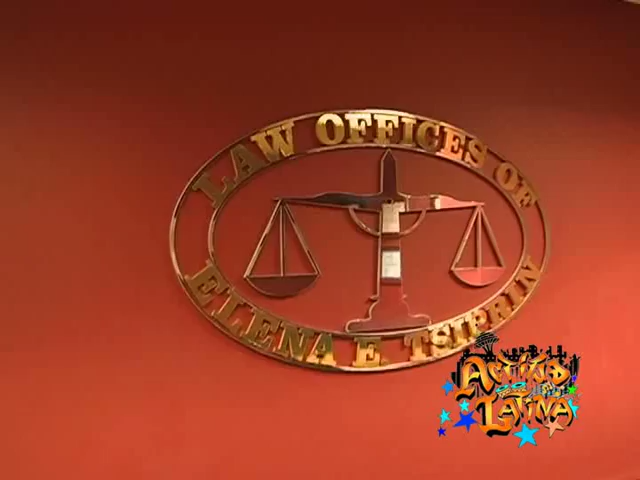 LAW OFFICES OF
ELENA E. TSIPRIN
ACTITUD
LATINA